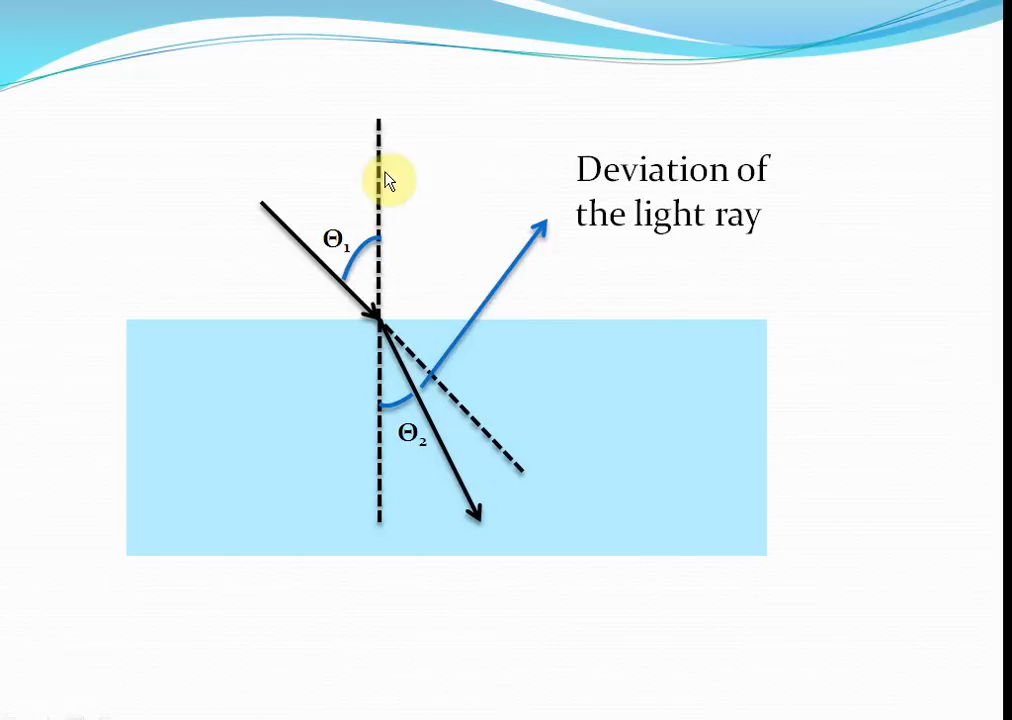 Deviation of
the light ray
Θ₁
Θ₂